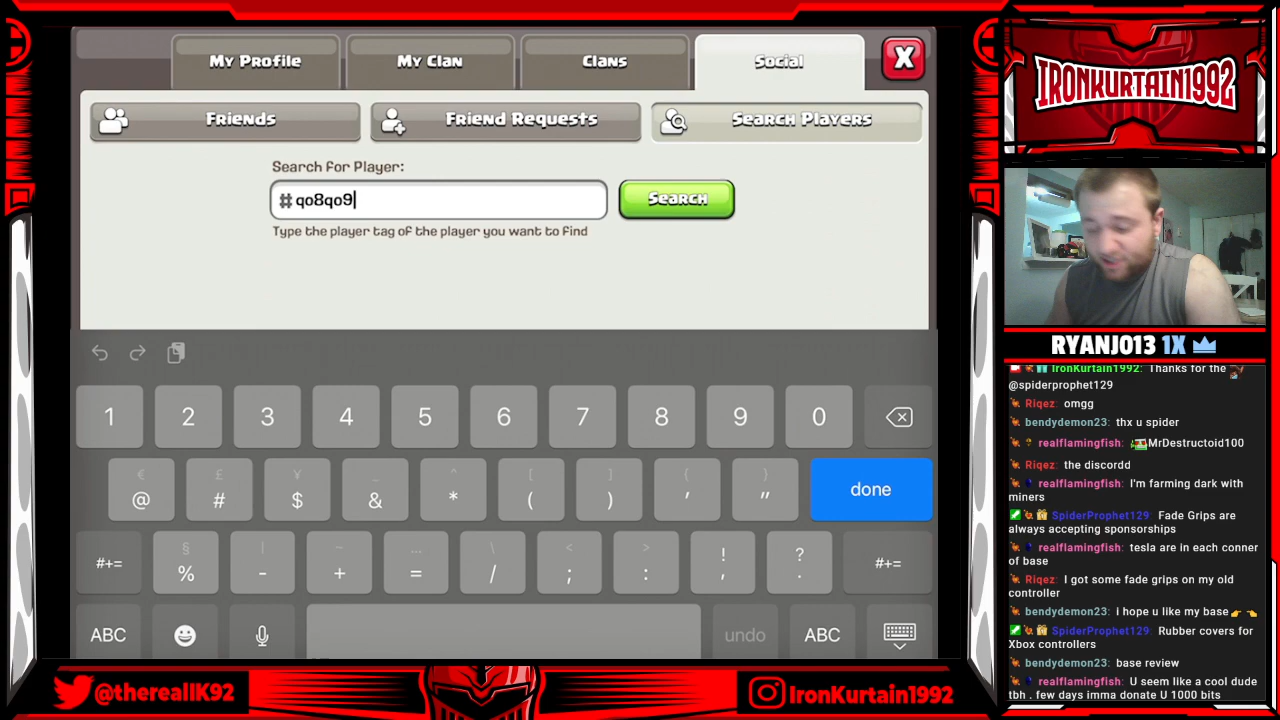 My Profile
My Clan
Clans
Social
X
Friends
Friend Requests
Search Players
Search for Player:
# qo8qo9
Search
Type the player tag of the player you want to find
1 2 3 4 5 6 7 8 9 0
€ £ ¥ _ ^ [ ] { }
@ # $ & * ( ) ' "
done
§ | ~ … \ < > ! ?
#+= % - + = / ; : , . #+=
ABC
undo
ABC
@therealIK92
IronKurtain1992
IRONKURTAIN1992
RYANJ013 1X
IronKurtain1992: Thanks for the
@spiderprophet129
Riqez: omgg
bendydemon23: thx u spider
realflamingfish: MrDestructoid100
Riqez: the discordd
realflamingfish: I'm farming dark with
miners
SpiderProphet129: Fade Grips are
always accepting sponsorships
realflamingfish: tesla are in each conner
of base
Riqez: I got some fade grips on my old
controller
bendydemon23: i hope u like my base
SpiderProphet129: Rubber covers for
Xbox controllers
bendydemon23: base review
realflamingfish: U seem like a cool dude
tbh . few days imma donate U 1000 bits